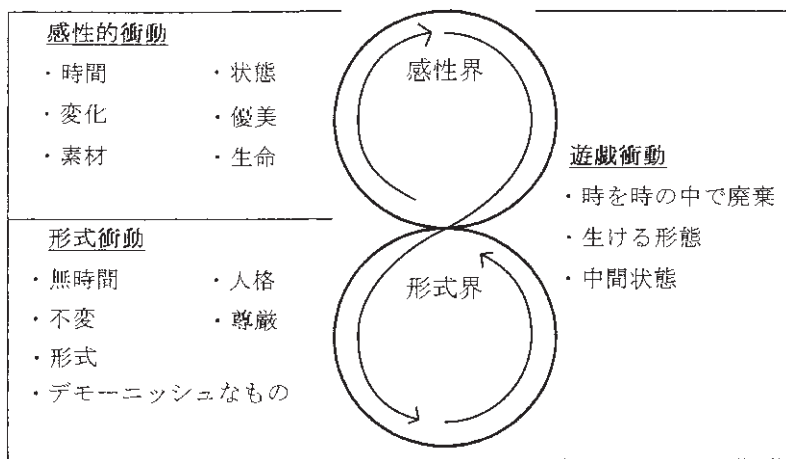 感性的衝動
・時間 ・状態
・変化 ・優美
・素材 ・生命
感性界
遊戯衝動
・時を時の中で廃棄
・生ける形態
・中間状態
形式衝動
・無時間 ・人格
・不変 ・尊厳
・形式
・デモーニッシュなもの
形式界